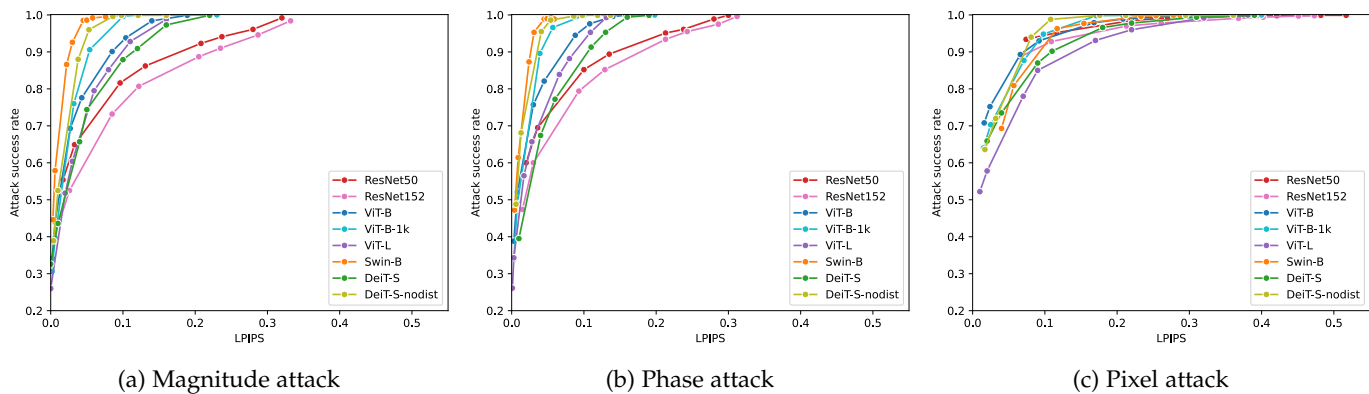 1.0
0.9
0.8
0.7
0.6
0.5
0.4
0.3
0.2
Attack success rate
0.0 0.1 0.2 0.3 0.4 0.5
LPIPS
ResNet50
ResNet152
ViT-B
ViT-B-1k
ViT-L
Swin-B
DeiT-S
DeiT-S-nodist
(a) Magnitude attack
1.0
0.9
0.8
0.7
0.6
0.5
0.4
0.3
0.2
Attack success rate
0.0 0.1 0.2 0.3 0.4 0.5
LPIPS
ResNet50
ResNet152
ViT-B
ViT-B-1k
ViT-L
Swin-B
DeiT-S
DeiT-S-nodist
(b) Phase attack
1.0
0.9
0.8
0.7
0.6
0.5
0.4
0.3
0.2
Attack success rate
0.0 0.1 0.2 0.3 0.4 0.5
LPIPS
ResNet50
ResNet152
ViT-B
ViT-B-1k
ViT-L
Swin-B
DeiT-S
DeiT-S-nodist
(c) Pixel attack